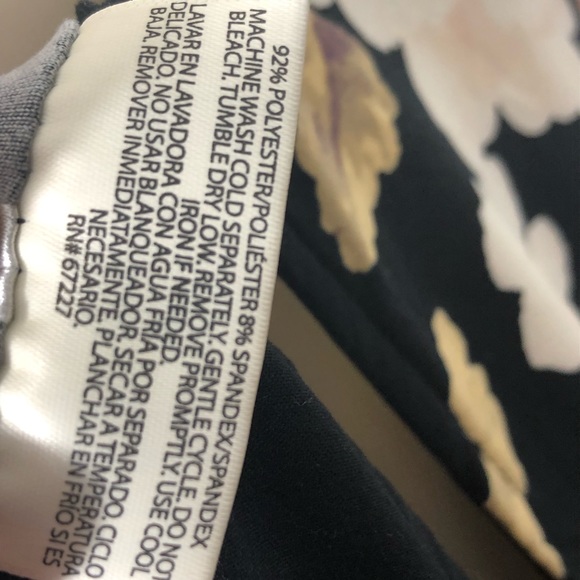 92% POLYESTER/POLIÉSTER 8% SPANDEX/SPANDEX
MACHINE WASH COLD SEPARATELY. GENTLE CYCLE. DO NOT
BLEACH. TUMBLE DRY LOW. REMOVE PROMPTLY. USE COOL
IRON IF NEEDED.
LAVAR EN LAVADORA CON AGUA FRÍA POR SEPARADO. CICLO
DELICADO. NO USAR BLANQUEADOR. SECAR A TEMPERATURA
BAJA. REMOVER INMEDIATAMENTE. PLANCHAR EN FRÍO SI ES
NECESARIO.
RN# 67227